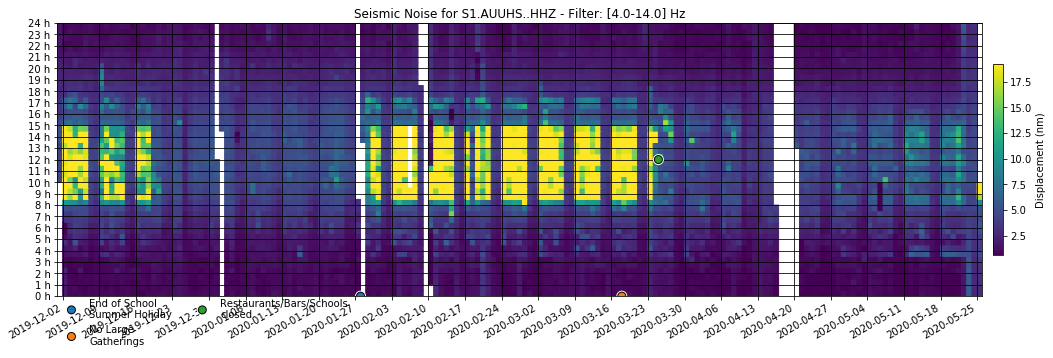 Seismic Noise for S1.AUUHS..HHZ - Filter: [4.0-14.0] Hz
24 h
23 h
22 h
21 h
20 h
19 h
18 h
17 h
16 h
15 h
14 h
13 h
12 h
11 h
10 h
9 h
8 h
7 h
6 h
5 h
4 h
3 h
2 h
1 h
0 h
17.5
15.0
12.5
10.0
7.5
5.0
2.5
Displacement (nm)
2019-12-02
2020-01-13
2020-01-20
2020-01-27
2020-02-03
2020-02-10
2020-02-17
2020-02-24
2020-03-02
2020-03-09
2020-03-16
2020-03-23
2020-03-30
2020-04-06
2020-04-13
2020-04-20
2020-04-27
2020-05-04
2020-05-11
2020-05-18
2020-05-25
End of School
Summer Holiday
No Large
Gatherings
Restaurants/Bars/Schools
closed